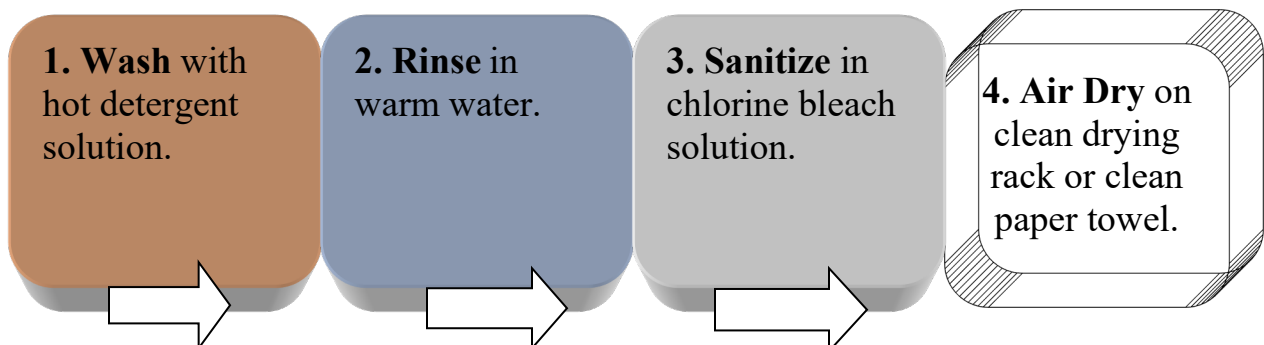 1. Wash with
hot detergent
solution.
2. Rinse in
warm water.
3. Sanitize in
chlorine bleach
solution.
4. Air Dry on
clean drying
rack or clean
paper towel.